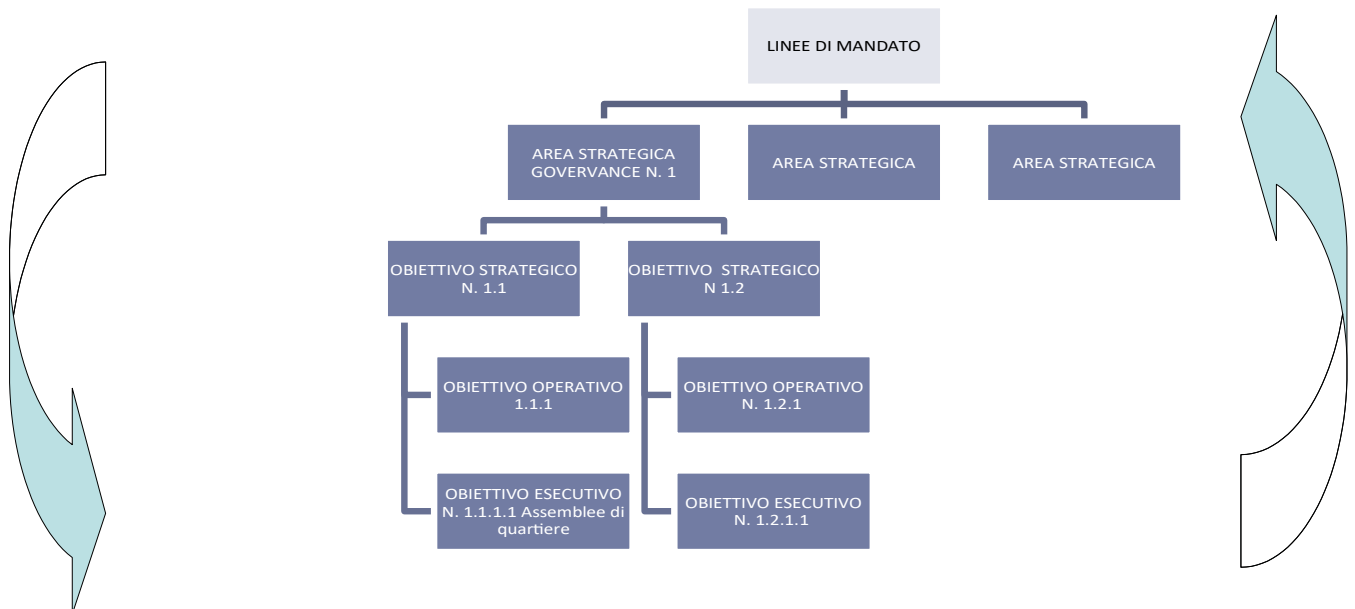 LINEE DI MANDATO
AREA STRATEGICA
GOVERVANCE N. 1
AREA STRATEGICA
AREA STRATEGICA
OBIETTIVO STRATEGICO
N. 1.1
OBIETTIVO STRATEGICO
N 1.2
OBIETTIVO OPERATIVO
1.1.1
OBIETTIVO OPERATIVO
N. 1.2.1
OBIETTIVO ESECUTIVO
N. 1.1.1.1 Assemblee di
quartiere
OBIETTIVO ESECUTIVO
N. 1.2.1.1